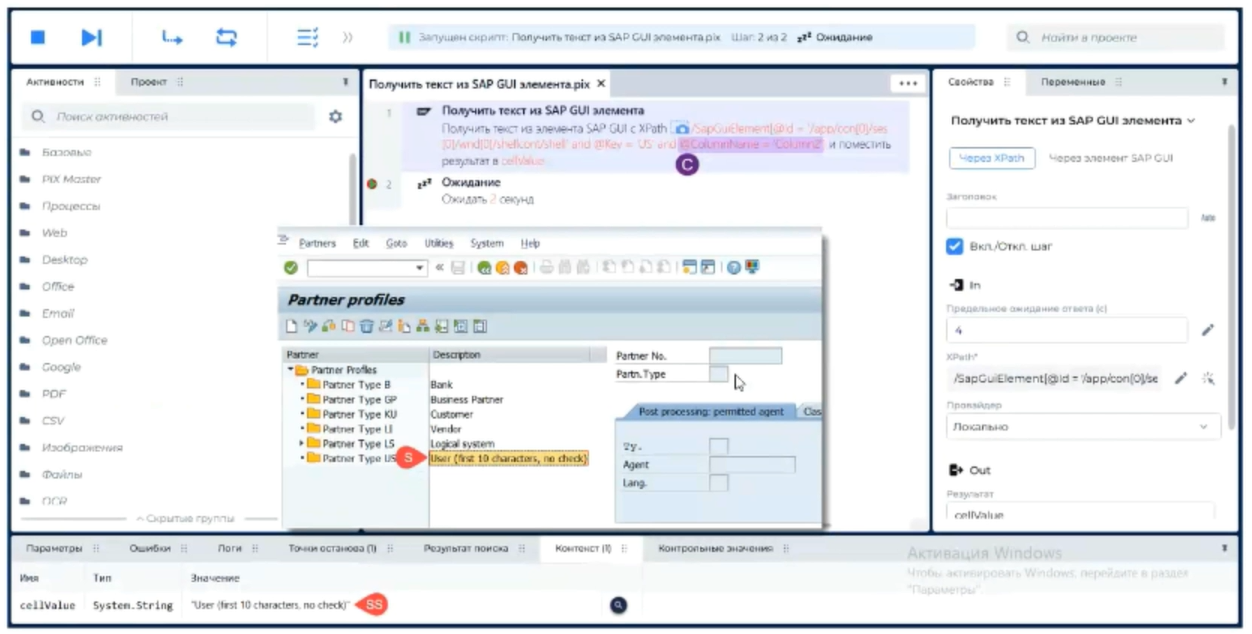 Запущен скрипт: Получить текст из SAP GUI элемента.pix Шаг: 2 из 2 zzZ Ожидание
Найти в проекте
Активности
Проект
Поиск активностей
Базовые
PIX Master
Процессы
Web
Desktop
Office
Email
Open Office
Google
PDF
CSV
Изображения
Файлы
OCR
Скрытые группы
Получить текст из SAP GUI элемента.pix ×
1 Получить текст из SAP GUI элемента
Получить текст из элемента SAP GUI с XPath /SapGuiElement[@id = '/app/con[0]/ses
[0]/wnd[0]/shellcont/shell' and @Key = 'US' and @ColumnName = 'Column2' и поместить
результат в cellValue
C
2 zzZ Ожидание
Ожидать 2 секунд
Partners Edit Goto Utilities System Help
Partner profiles
Partner Description
Partner Profiles
Partner Type B Bank
Partner Type GP Business Partner
Partner Type KU Customer
Partner Type LI Vendor
Partner Type LS Logical system
Partner Type US S User (first 10 characters, no check)
Partner No.
Partn.Type
Post processing: permitted agent Clas
Ty.
Agent
Lang.
Свойства
Переменные
Получить текст из SAP GUI элемента
Через XPath Через элемент SAP GUI
Заголовок
Вкл./Откл. шаг
In
Предельное ожидание ответа (с)
4
XPath*
/SapGuiElement[@id = '/app/con[0]/se
Провайдер
Локально
Out
Результат
cellValue
Параметры Ошибки Логи Точки останова (1) Результат поиска Контекст (1) Контрольные значения
Имя Тип Значение
cellValue System.String "User (first 10 characters, no check)" SS
Активация Windows
Чтобы активировать Windows, перейдите в раздел
"Параметры".